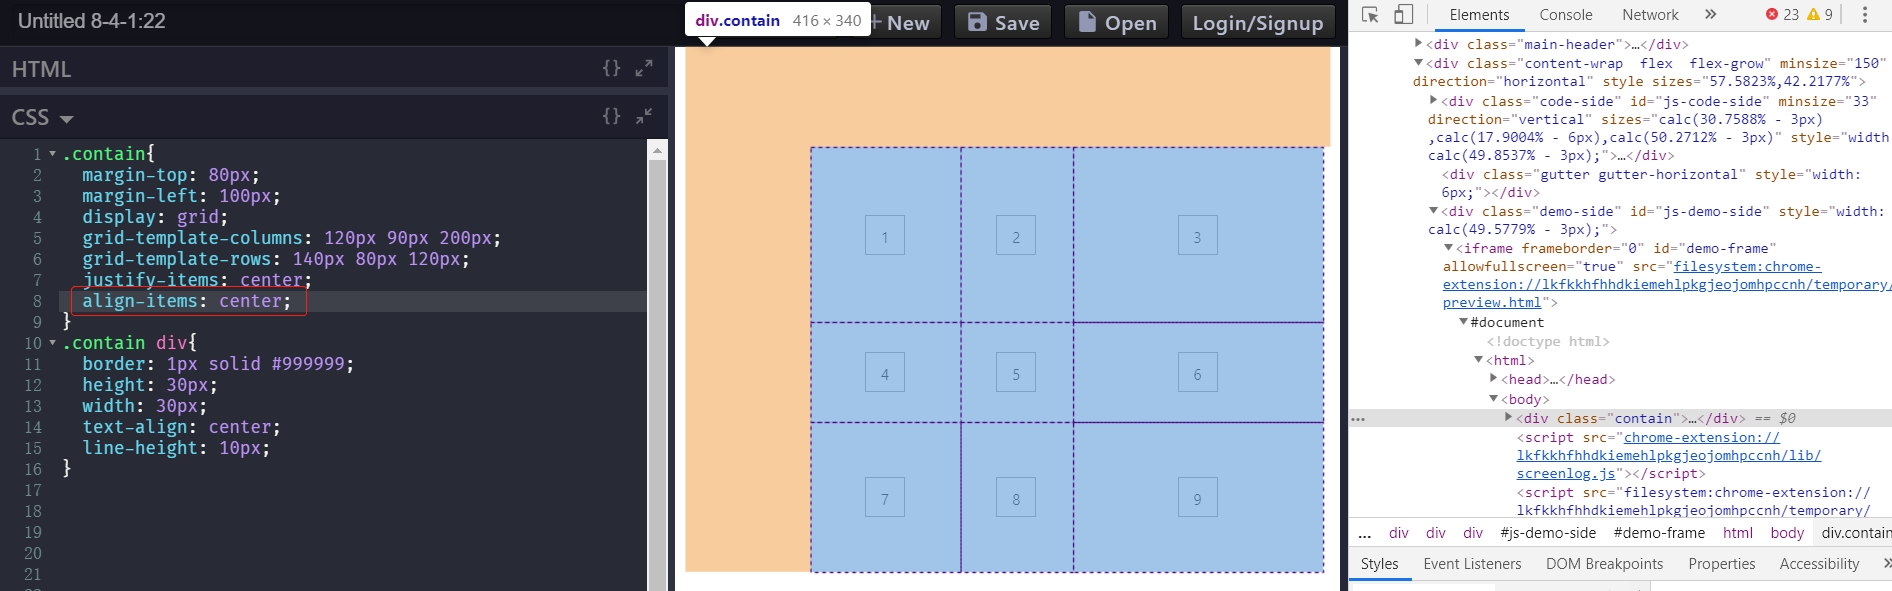 Untitled 8-4-1:22
div.contain 416 × 340
+ New
Save
Open
Login/Signup
HTML
{}
CSS
{}
1 .contain{
2 margin-top: 80px;
3 margin-left: 100px;
4 display: grid;
5 grid-template-columns: 120px 90px 200px;
6 grid-template-rows: 140px 80px 120px;
7 justify-items: center;
8 align-items: center;
9 }
10 .contain div{
11 border: 1px solid #999999;
12 height: 30px;
13 width: 30px;
14 text-align: center;
15 line-height: 10px;
16 }
17
18
19
20
21
1 2 3
4 5 6
7 8 9
Elements Console Network » 23 9
<div class="main-header">…</div>
<div class="content-wrap  flex  flex-grow" minsize="150"
direction="horizontal" style sizes="57.5823%,42.2177%">
<div class="code-side" id="js-code-side" minsize="33"
direction="vertical" sizes="calc(30.7588% - 3px)
,calc(17.9004% - 6px),calc(50.2712% - 3px)" style="width
calc(49.8537% - 3px);">…</div>
<div class="gutter gutter-horizontal" style="width:
6px;"></div>
<div class="demo-side" id="js-demo-side" style="width:
calc(49.5779% - 3px);">
<iframe frameborder="0" id="demo-frame"
allowfullscreen="true" src="filesystem:chrome-
extension://lkfkkhfhhdkiemehlpkgjeojomhpccnh/temporary/
preview.html">
#document
<!doctype html>
<html>
<head>…</head>
<body>
… <div class="contain">…</div> == $0
<script src="chrome-extension://
lkfkkhfhhdkiemehlpkgjeojomhpccnh/lib/
screenlog.js"></script>
<script src="filesystem:chrome-extension://
lkfkkhfhhdkiemehlpkgjeojomhpccnh/temporary/
… div div div #js-demo-side #demo-frame html body div.contain
Styles Event Listeners DOM Breakpoints Properties Accessibility »